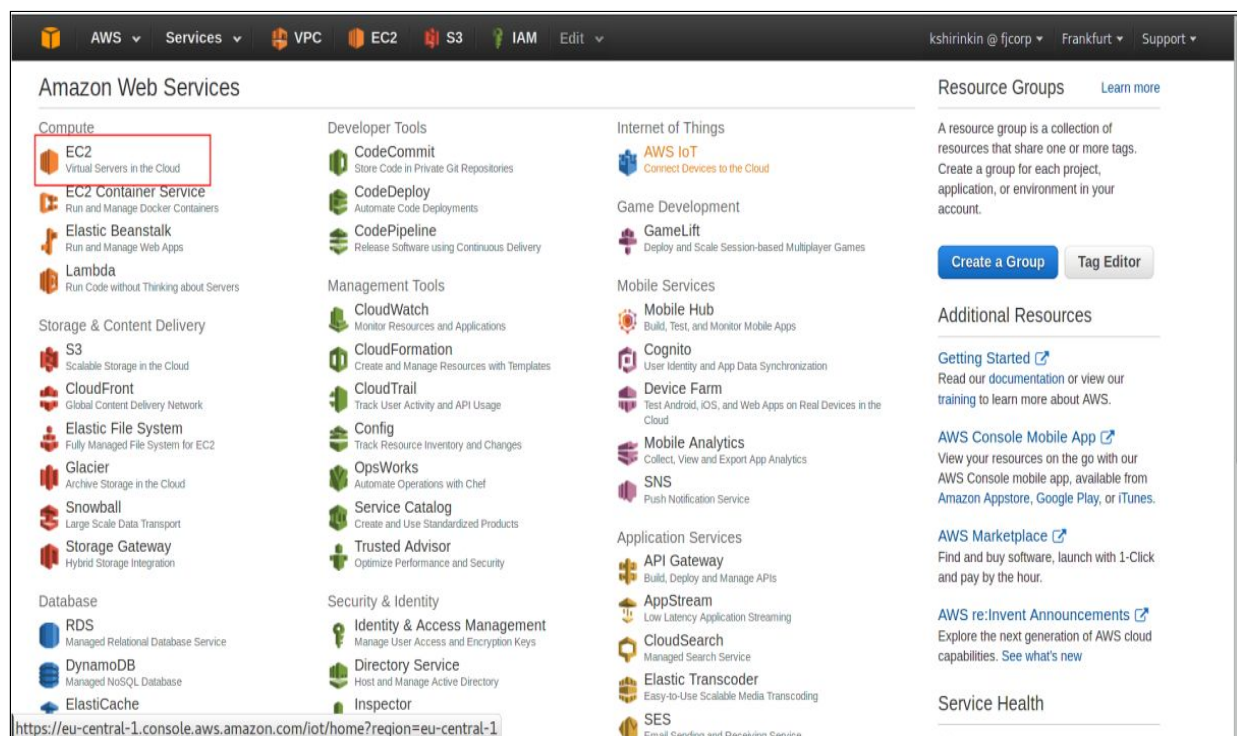 AWS Services VPC EC2 S3 IAM Edit kshirinkin @ fjcorp Frankfurt Support
Amazon Web Services
Compute
EC2
Virtual Servers in the Cloud
EC2 Container Service
Run and Manage Docker Containers
Elastic Beanstalk
Run and Manage Web Apps
Lambda
Run Code without Thinking about Servers
Storage & Content Delivery
S3
Scalable Storage in the Cloud
CloudFront
Global Content Delivery Network
Elastic File System
Fully Managed File System for EC2
Glacier
Archive Storage in the Cloud
Snowball
Large Scale Data Transport
Storage Gateway
Hybrid Storage Integration
Database
RDS
Managed Relational Database Service
DynamoDB
Managed NoSQL Database
ElastiCache
Developer Tools
CodeCommit
Store Code in Private Git Repositories
CodeDeploy
Automate Code Deployments
CodePipeline
Release Software using Continuous Delivery
Management Tools
CloudWatch
Monitor Resources and Applications
CloudFormation
Create and Manage Resources with Templates
CloudTrail
Track User Activity and API Usage
Config
Track Resource Inventory and Changes
OpsWorks
Automate Operations with Chef
Service Catalog
Create and Use Standardized Products
Trusted Advisor
Optimize Performance and Security
Security & Identity
Identity & Access Management
Manage User Access and Encryption Keys
Directory Service
Host and Manage Active Directory
Inspector
Internet of Things
AWS IoT
Connect Devices to the Cloud
Game Development
GameLift
Deploy and Scale Session-based Multiplayer Games
Mobile Services
Mobile Hub
Build, Test, and Monitor Mobile Apps
Cognito
User Identity and App Data Synchronization
Device Farm
Test Android, iOS, and Web Apps on Real Devices in the
Cloud
Mobile Analytics
Collect, View and Export App Analytics
SNS
Push Notification Service
Application Services
API Gateway
Build, Deploy and Manage APIs
AppStream
Low Latency Application Streaming
CloudSearch
Managed Search Service
Elastic Transcoder
Easy-to-Use Scalable Media Transcoding
SES
Email Sending and Receiving Service
Resource Groups Learn more
A resource group is a collection of
resources that share one or more tags.
Create a group for each project,
application, or environment in your
account.
Create a Group Tag Editor
Additional Resources
Getting Started
Read our documentation or view our
training to learn more about AWS.
AWS Console Mobile App
View your resources on the go with our
AWS Console mobile app, available from
Amazon Appstore, Google Play, or iTunes.
AWS Marketplace
Find and buy software, launch with 1-Click
and pay by the hour.
AWS re:Invent Announcements
Explore the next generation of AWS cloud
capabilities. See what's new
Service Health
https://eu-central-1.console.aws.amazon.com/iot/home?region=eu-central-1